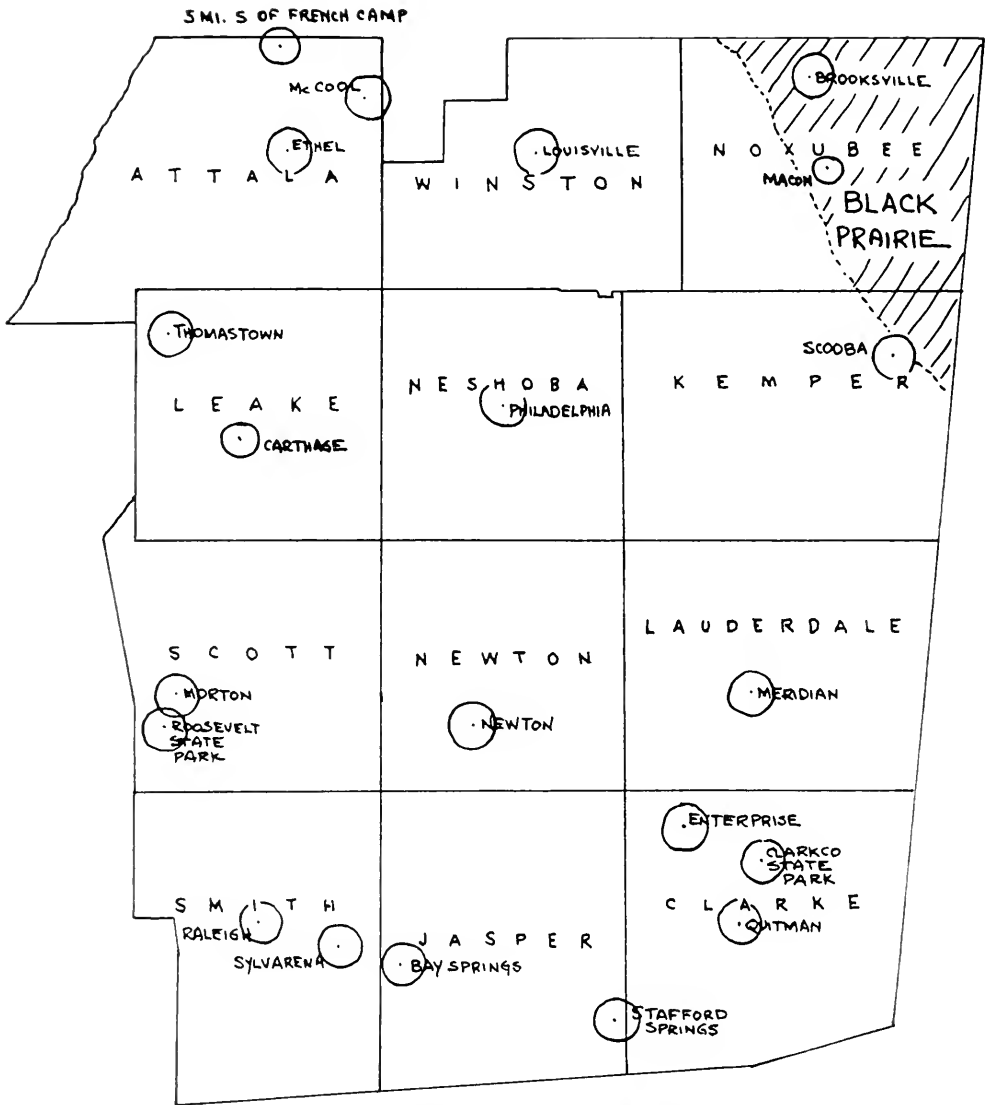 5 MI. S OF FRENCH CAMP
Mc COOL
BROOKSVILLE
ETHEL
LOUISVILLE
NOXUBEE
ATTALA
WINSTON
MACON
BLACK
PRAIRIE
THOMASTOWN
SCOOBA
NESHOBA
KEMPER
LEAKE
PHILADELPHIA
CARTHAGE
LAUDERDALE
SCOTT
NEWTON
MORTON
MERIDIAN
ROOSEVELT
STATE
PARK
NEWTON
ENTERPRISE
CLARKCO
STATE
PARK
SMITH
CLARKE
RALEIGH
QUITMAN
JASPER
SYLVARENA
BAY SPRINGS
STAFFORD
SPRINGS